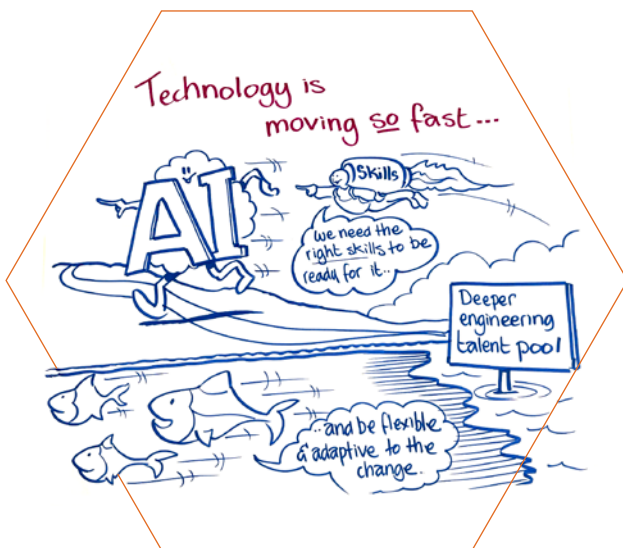 Technology is
moving so fast...
AI
Skills
we need the
right skills to be
ready for it..
Deeper
engineering
talent pool
...and be flexible
& adaptive to the
change..